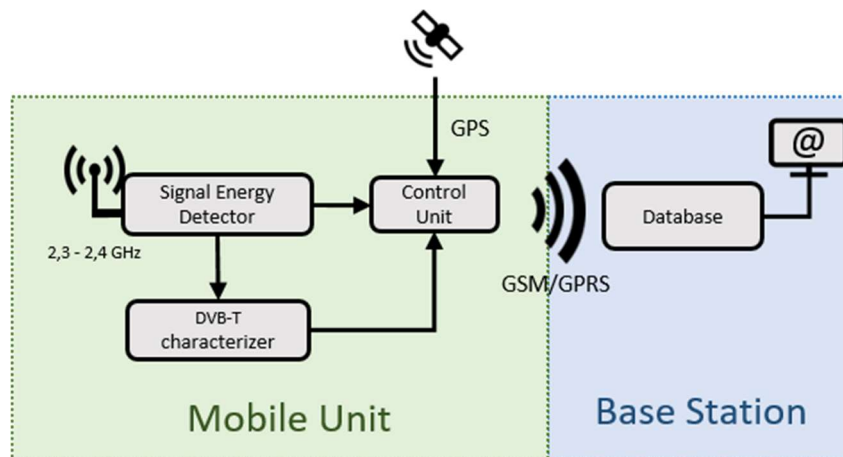 GPS
@
Signal Energy
Detector
Control
Unit
Database
2,3 - 2,4 GHz
GSM/GPRS
DVB-T
characterizer
Mobile Unit
Base Station